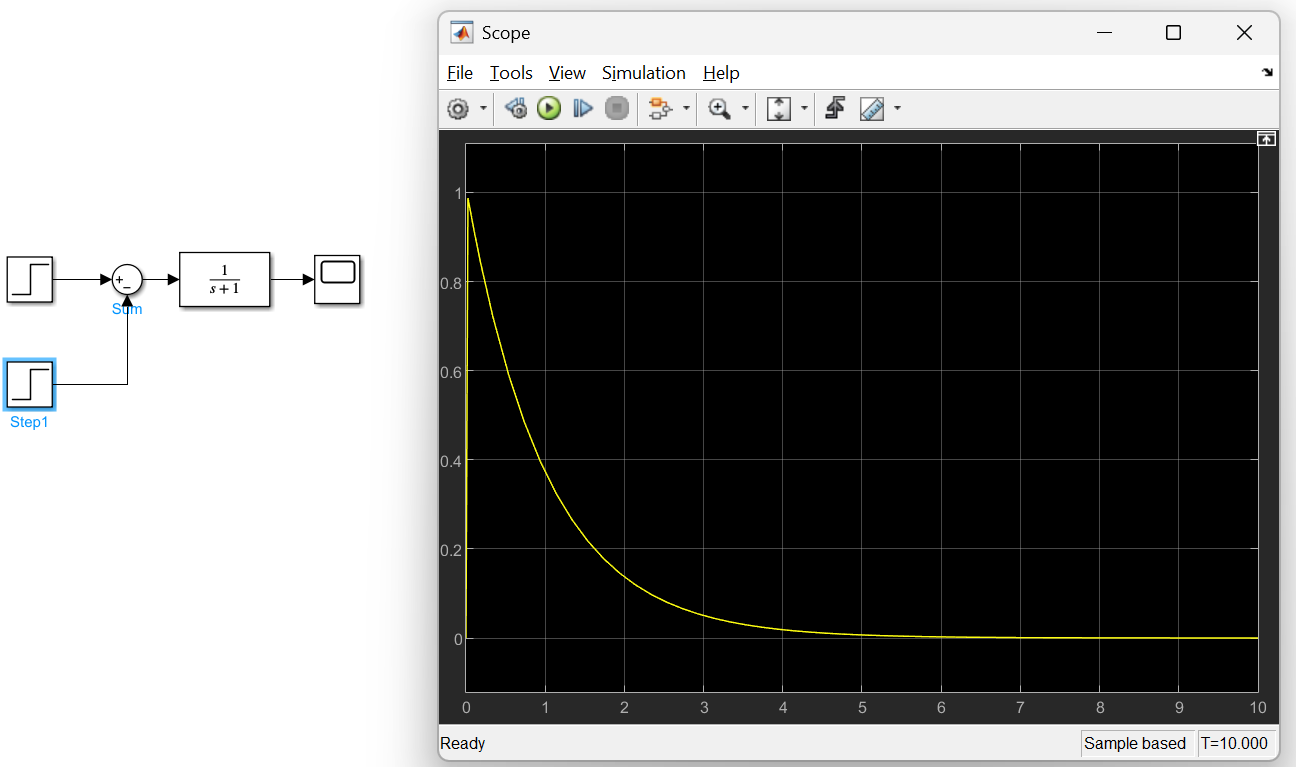 Scope
File Tools View Simulation Help
+
−
Sum
1
s + 1
Step1
1
0.8
0.6
0.4
0.2
0
0 1 2 3 4 5 6 7 8 9 10
Ready Sample based T=10.000